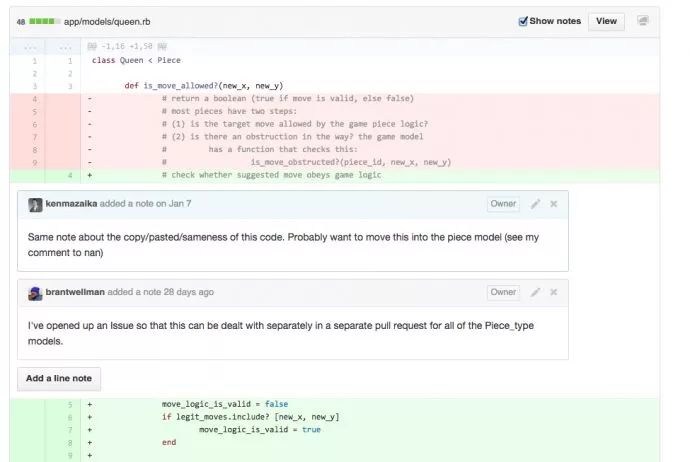 48 app/models/queen.rb Show notes View
... ... @@ -1,16 +1,50 @@
1 1 class Queen < Piece
2 2
3 3 def is_move_allowed?(new_x, new_y)
4 - # return a boolean (true if move is valid, else false)
5 - # most pieces have two steps:
6 - # (1) is the target move allowed by the game piece logic?
7 - # (2) is there an obstruction in the way? the game model
8 - # has a function that checks this:
9 - # is_move_obstructed?(piece_id, new_x, new_y)
4 + # check whether suggested move obeys game logic
kenmazaika added a note on Jan 7 Owner
Same note about the copy/pasted/sameness of this code. Probably want to move this into the piece model (see my
comment to nan)
brantwellman added a note 28 days ago Owner
I've opened up an Issue so that this can be dealt with separately in a separate pull request for all of the Piece_type
models.
Add a line note
5 + move_logic_is_valid = false
6 + if legit_moves.include? [new_x, new_y]
7 + move_logic_is_valid = true
8 + end
9 +